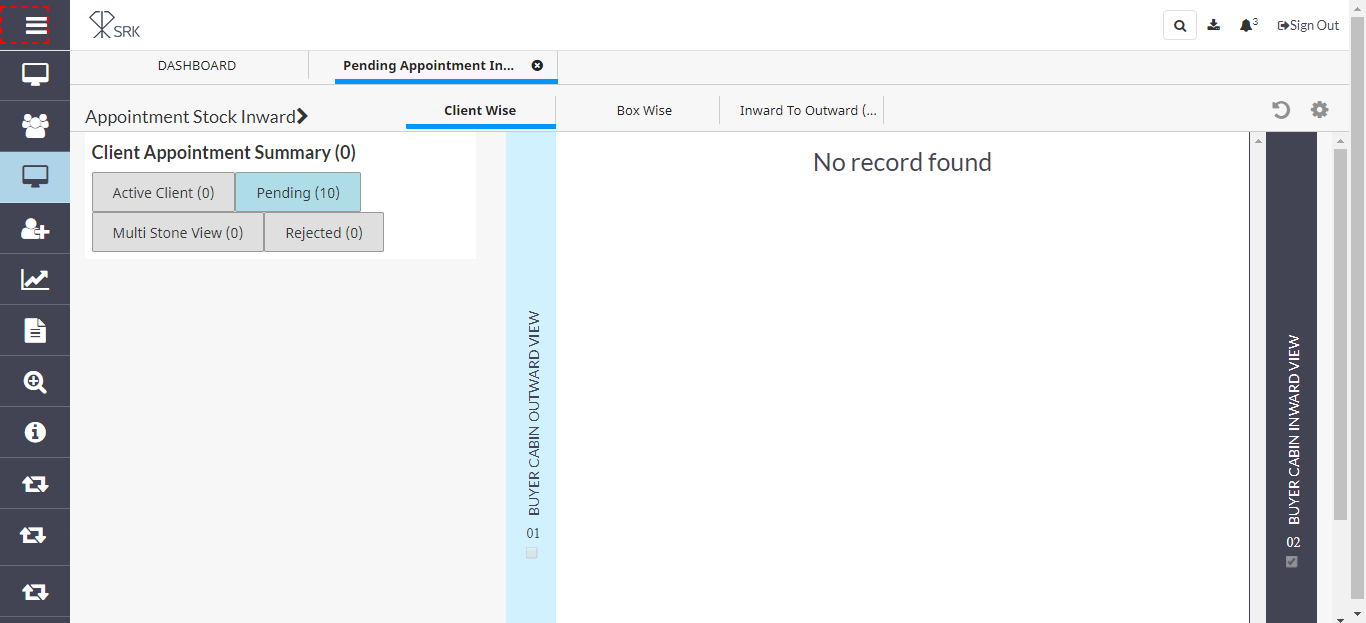 SRK
3
Sign Out
DASHBOARD
Pending Appointment In...
Appointment Stock Inward
Client Wise
Box Wise
Inward To Outward (...
Client Appointment Summary (0)
Active Client (0)
Pending (10)
Multi Stone View (0)
Rejected (0)
No record found
BUYER CABIN OUTWARD VIEW
01
BUYER CABIN INWARD VIEW
02